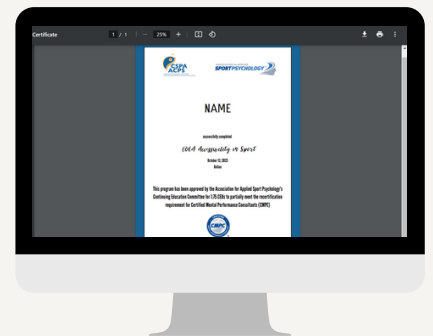 Certificate
1 / 1
25%
CSPA
ACPS
SPORTPSYCHOLOGY
NAME
successfully completed
Accessibility in Sport
October 13, 2023
Online
This program has been approved by the Association for Applied Sport Psychology's
Continuing Education Committee for 1.75 CEUs to partially meet the recertification
requirement for Certified Mental Performance Consultants (CMPC)
CMPC